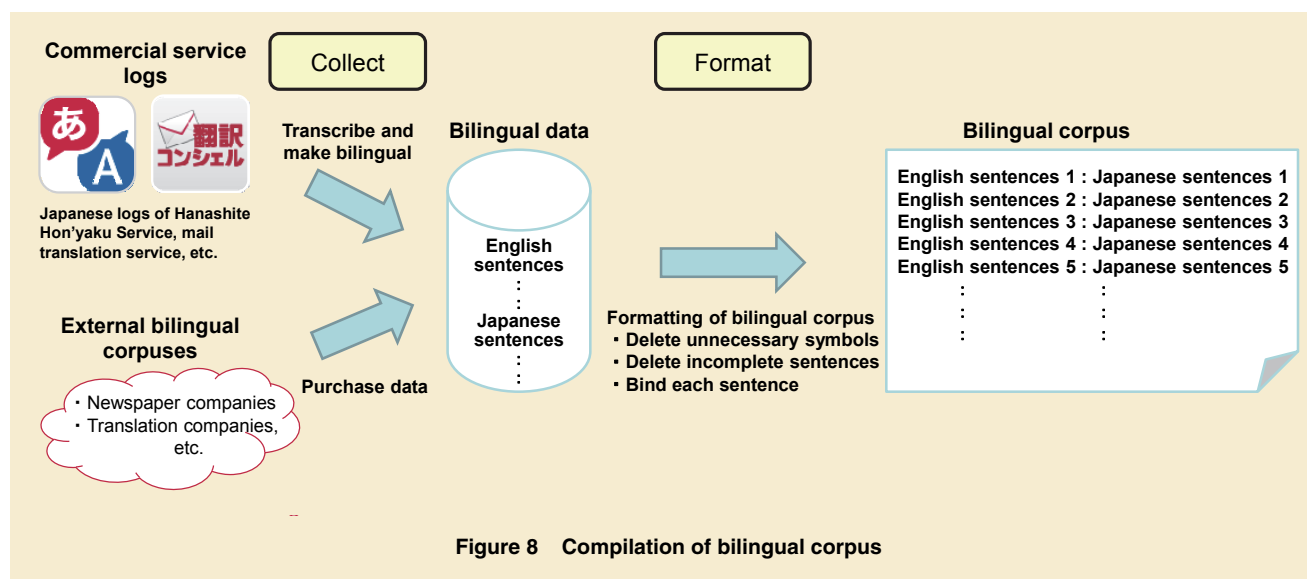 Commercial service
logs
Collect
Format
あ
A
翻訳
コンシェル
Transcribe and
make bilingual
Japanese logs of Hanashite
Hon'yaku Service, mail
translation service, etc.
External bilingual
corpuses
・Newspaper companies
・Translation companies,
etc.
Purchase data
Bilingual data
English
sentences
:
:
Japanese
sentences
:
:
Formatting of bilingual corpus
・Delete unnecessary symbols
・Delete incomplete sentences
・Bind each sentence
Bilingual corpus
English sentences 1 : Japanese sentences 1
English sentences 2 : Japanese sentences 2
English sentences 3 : Japanese sentences 3
English sentences 4 : Japanese sentences 4
English sentences 5 : Japanese sentences 5
: :
: :
: :
Figure 8 Compilation of bilingual corpus